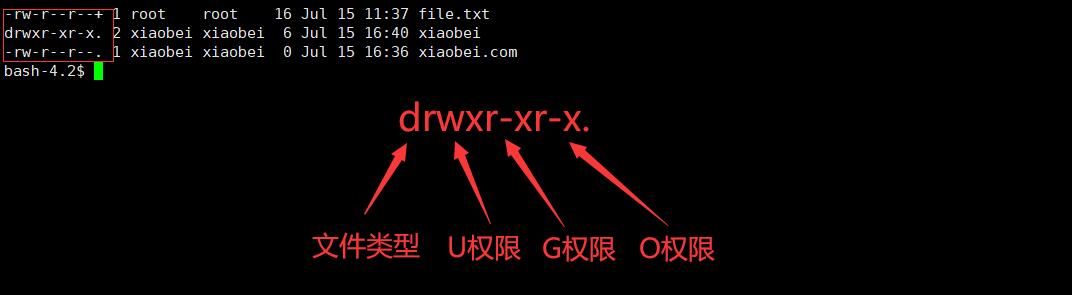 -rw-r--r--+ 1 root    root    16 Jul 15 11:37 file.txt
drwxr-xr-x. 2 xiaobei xiaobei  6 Jul 15 16:40 xiaobei
-rw-r--r--. 1 xiaobei xiaobei  0 Jul 15 16:36 xiaobei.com
bash-4.2$
drwxr-xr-x.
文件类型 U权限 G权限 O权限